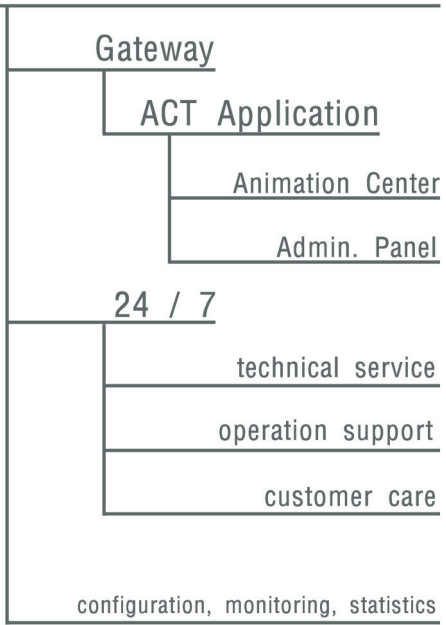 Gateway
ACT Application
Animation Center
Admin. Panel
24 / 7
technical service
operation support
customer care
configuration, monitoring, statistics